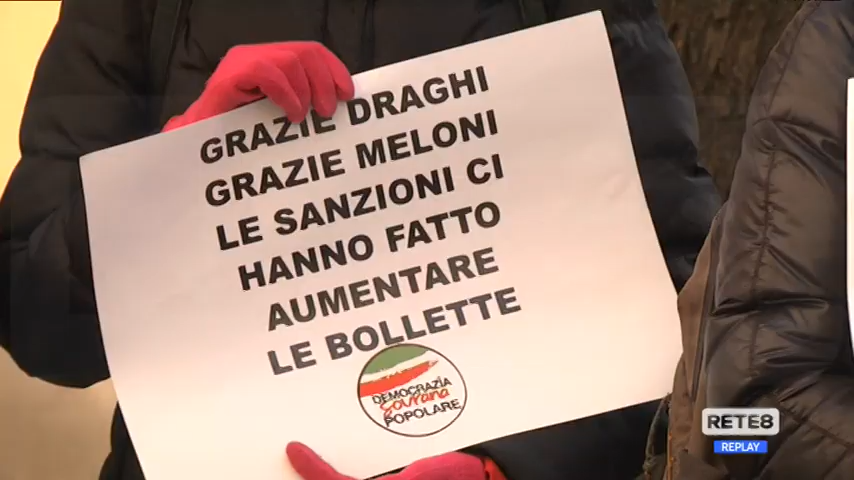 GRAZIE DRAGHI
GRAZIE MELONI
LE SANZIONI CI
HANNO FATTO
AUMENTARE
LE BOLLETTE
DEMOCRAZIA
Sovrana
POPOLARE
RETE8
REPLAY